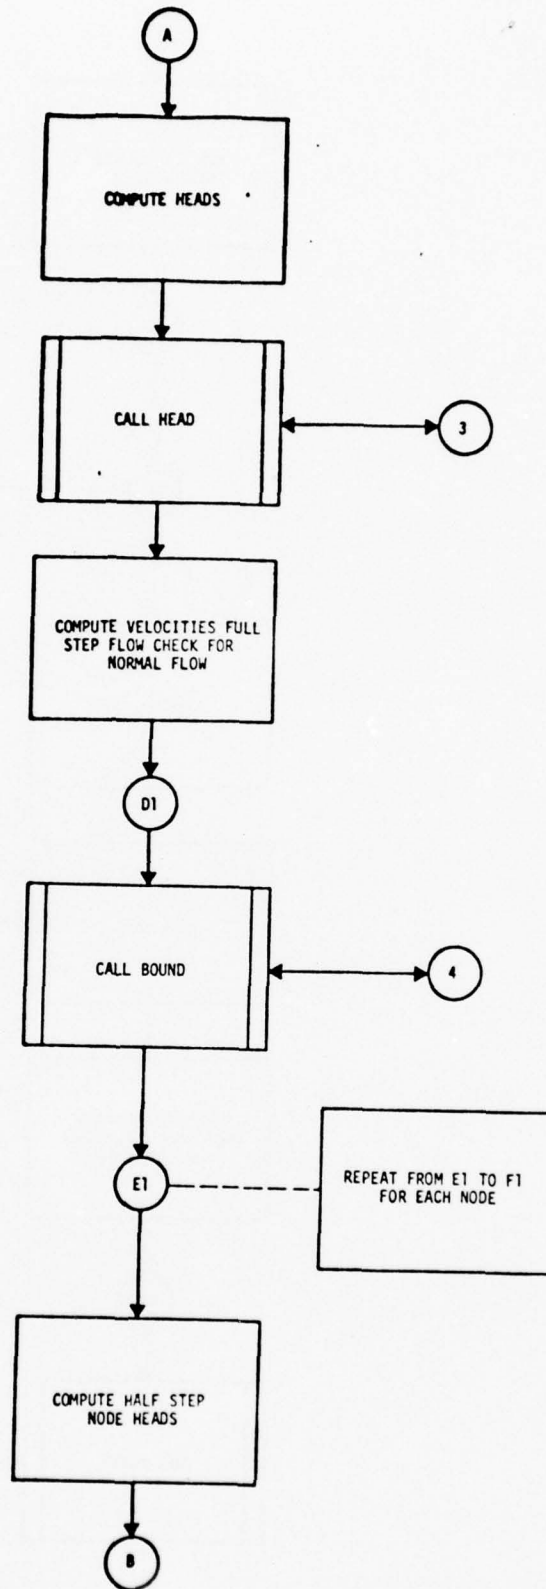 A
COMPUTE HEADS
CALL HEAD
3
COMPUTE VELOCITIES FULL
STEP FLOW CHECK FOR
NORMAL FLOW
D1
CALL BOUND
4
E1
REPEAT FROM E1 TO F1
FOR EACH NODE
COMPUTE HALF STEP
NODE HEADS
B